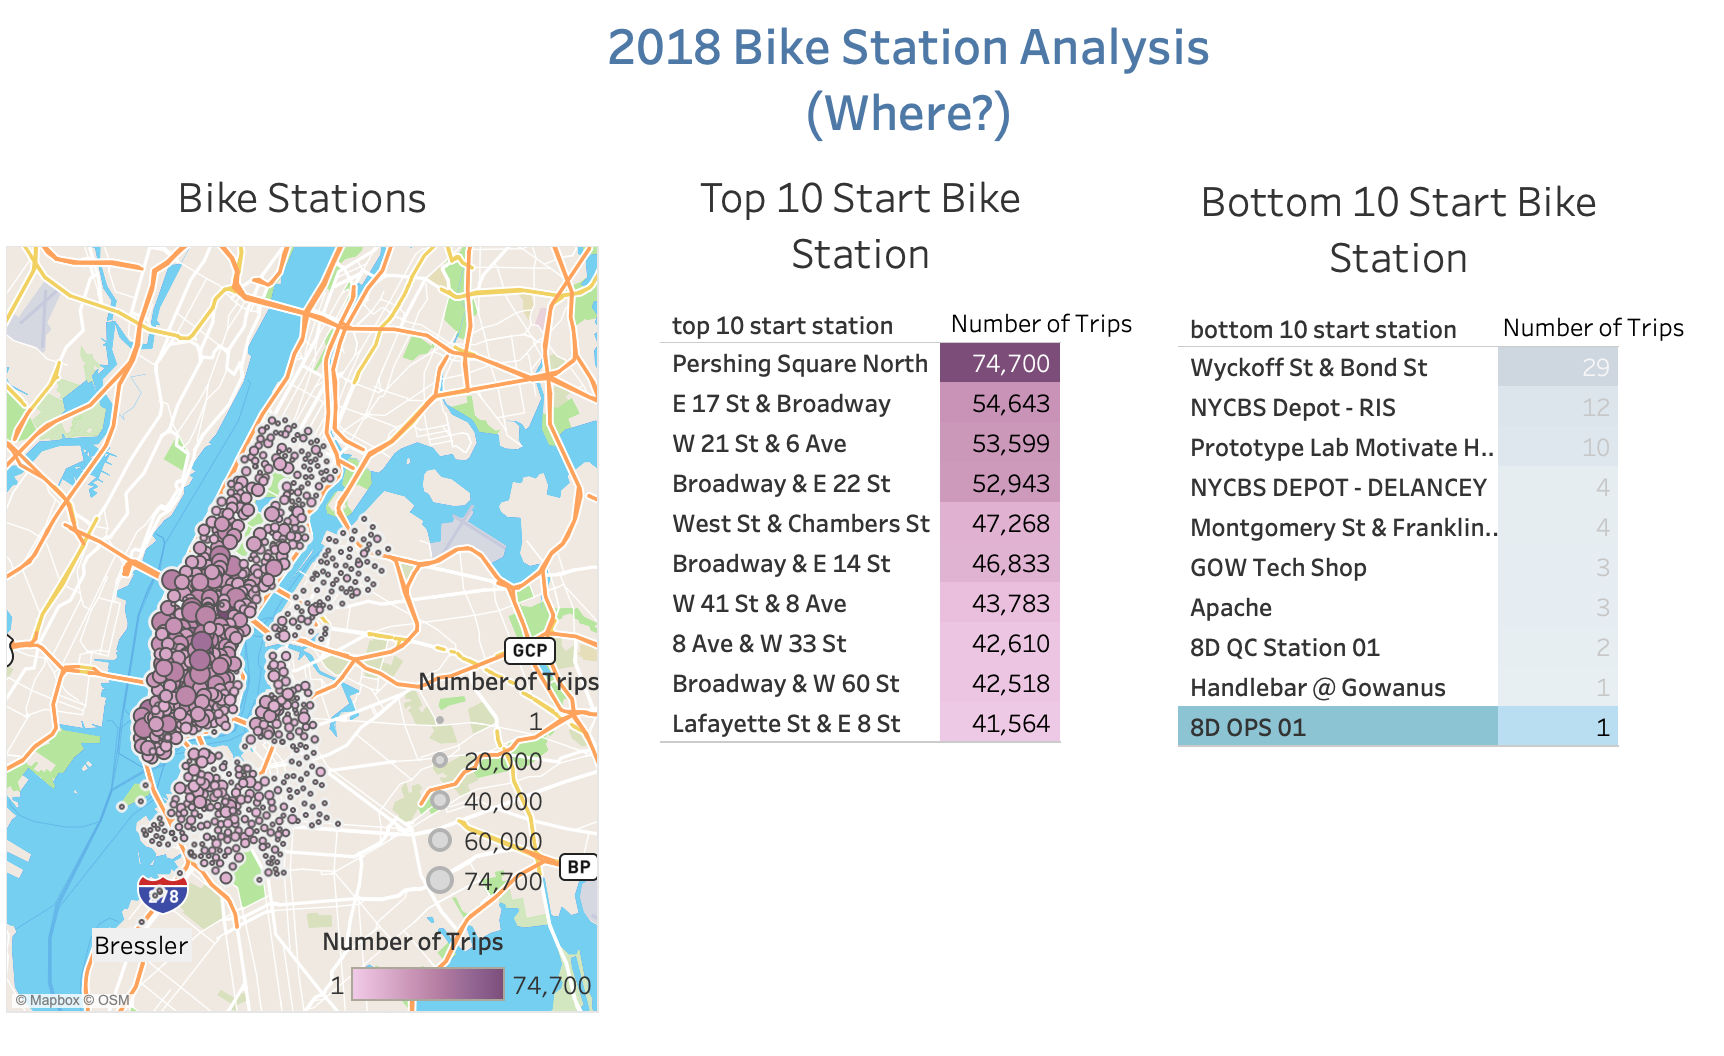 2018 Bike Station Analysis
(Where?)
Bike Stations
GCP
Number of Trips
1
20,000
40,000
60,000
74,700
BP
Bressler
Number of Trips
1 74,700
© Mapbox © OSM
Top 10 Start Bike
Station
top 10 start station Number of Trips
Pershing Square North 74,700
E 17 St & Broadway 54,643
W 21 St & 6 Ave 53,599
Broadway & E 22 St 52,943
West St & Chambers St 47,268
Broadway & E 14 St 46,833
W 41 St & 8 Ave 43,783
8 Ave & W 33 St 42,610
Broadway & W 60 St 42,518
Lafayette St & E 8 St 41,564
Bottom 10 Start Bike
Station
bottom 10 start station Number of Trips
Wyckoff St & Bond St 29
NYCBS Depot - RIS 12
Prototype Lab Motivate H.. 10
NYCBS DEPOT - DELANCEY 4
Montgomery St & Franklin.. 4
GOW Tech Shop 3
Apache 3
8D QC Station 01 2
Handlebar @ Gowanus 1
8D OPS 01 1